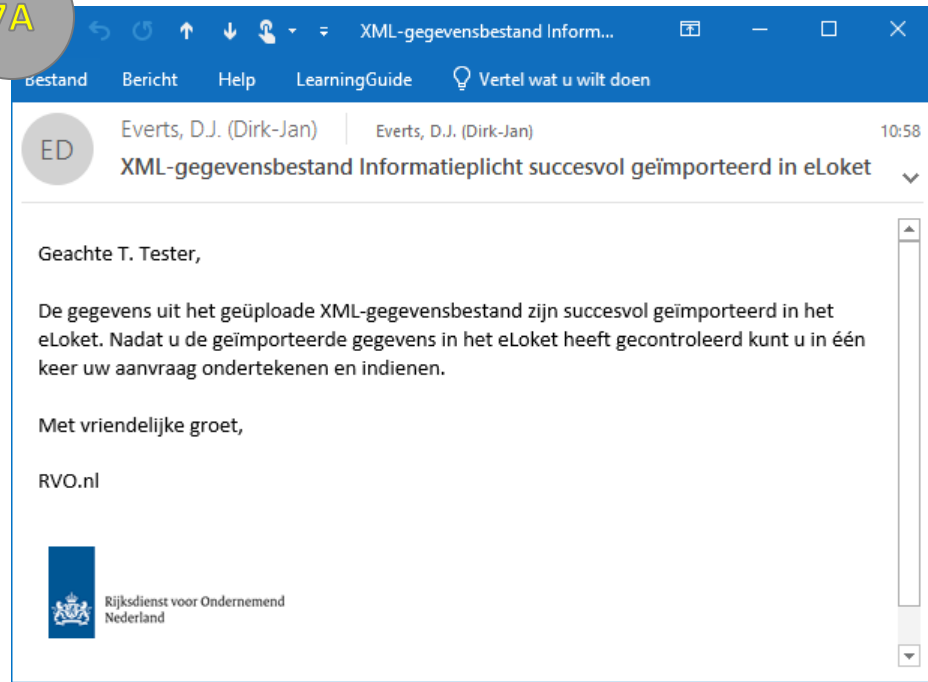 7A
XML-gegevensbestand Inform...
Bestand Bericht Help LearningGuide Vertel wat u wilt doen
ED
Everts, D.J. (Dirk-Jan) Everts, D.J. (Dirk-Jan) 10:58
XML-gegevensbestand Informatieplicht succesvol geïmporteerd in eLoket
Geachte T. Tester,
De gegevens uit het geüploade XML-gegevensbestand zijn succesvol geïmporteerd in het
eLoket. Nadat u de geïmporteerde gegevens in het eLoket heeft gecontroleerd kunt u in één
keer uw aanvraag ondertekenen en indienen.
Met vriendelijke groet,
RVO.nl
Rijksdienst voor Ondernemend
Nederland